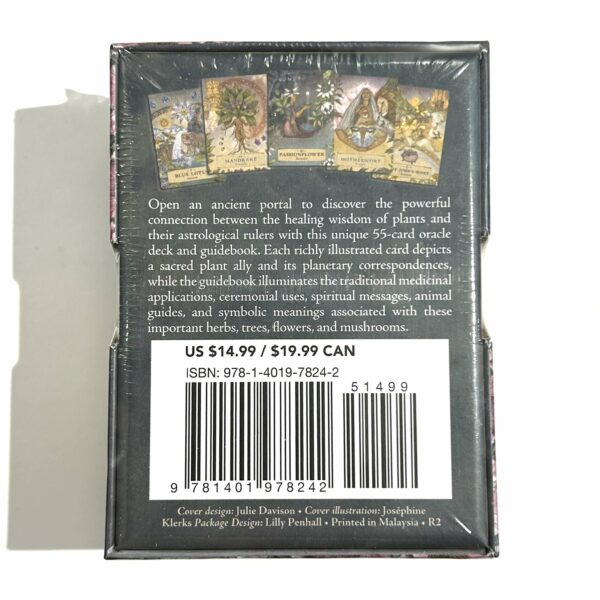 BLUE LOTUS
MANDRAKE
PASSIONFLOWER
MOTHERWORT
ST. JOHN'S WORT
Open an ancient portal to discover the powerful
connection between the healing wisdom of plants and
their astrological rulers with this unique 55-card oracle
deck and guidebook. Each richly illustrated card depicts
a sacred plant ally and its planetary correspondences,
while the guidebook illuminates the traditional medicinal
applications, ceremonial uses, spiritual messages, animal
guides, and symbolic meanings associated with these
important herbs, trees, flowers, and mushrooms.
US $14.99 / $19.99 CAN
ISBN: 978-1-4019-7824-2
51499
9 781401 978242
Cover design: Julie Davison • Cover illustration: Joséphine
Klerks Package Design: Lilly Penhall • Printed in Malaysia • R2